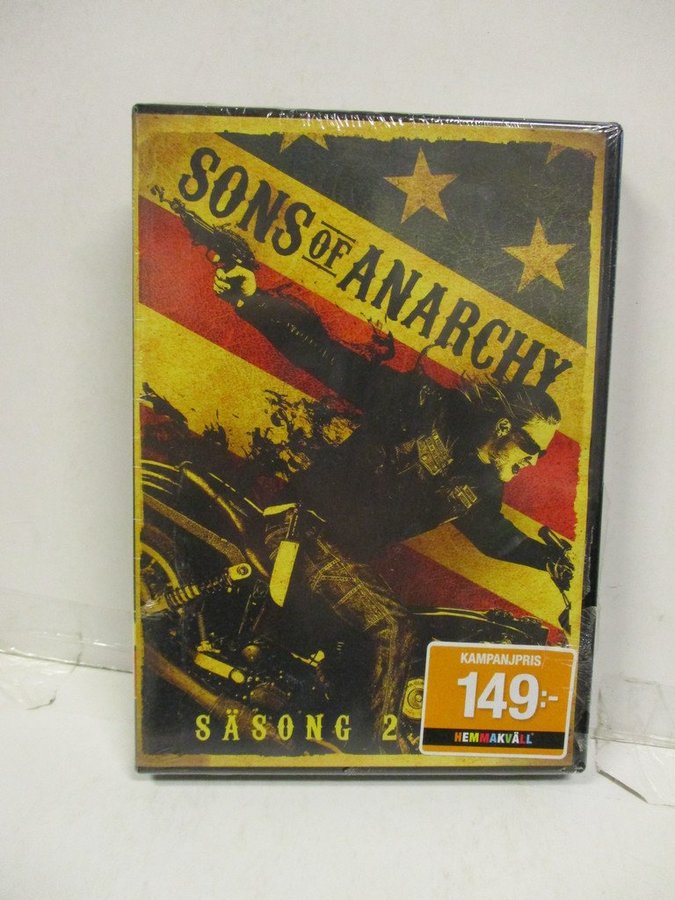 SONS OF ANARCHY
SÄSONG 2
KAMPANJPRIS
149:-
HEMMAKVÄLL